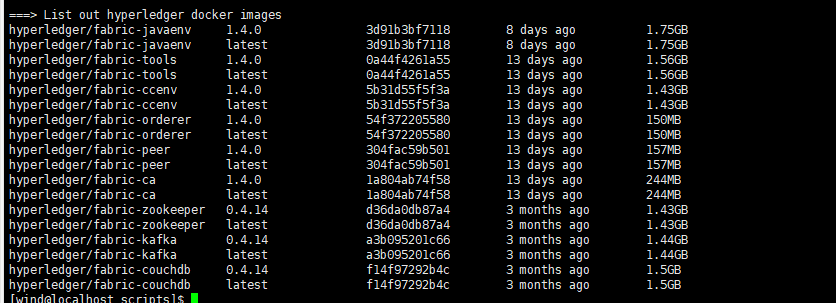 ===> List out hyperledger docker images
hyperledger/fabric-javaenv 1.4.0 3d91b3bf7118 8 days ago 1.75GB
hyperledger/fabric-javaenv latest 3d91b3bf7118 8 days ago 1.75GB
hyperledger/fabric-tools 1.4.0 0a44f4261a55 13 days ago 1.56GB
hyperledger/fabric-tools latest 0a44f4261a55 13 days ago 1.56GB
hyperledger/fabric-ccenv 1.4.0 5b31d55f5f3a 13 days ago 1.43GB
hyperledger/fabric-ccenv latest 5b31d55f5f3a 13 days ago 1.43GB
hyperledger/fabric-orderer 1.4.0 54f372205580 13 days ago 150MB
hyperledger/fabric-orderer latest 54f372205580 13 days ago 150MB
hyperledger/fabric-peer 1.4.0 304fac59b501 13 days ago 157MB
hyperledger/fabric-peer latest 304fac59b501 13 days ago 157MB
hyperledger/fabric-ca 1.4.0 1a804ab74f58 13 days ago 244MB
hyperledger/fabric-ca latest 1a804ab74f58 13 days ago 244MB
hyperledger/fabric-zookeeper 0.4.14 d36da0db87a4 3 months ago 1.43GB
hyperledger/fabric-zookeeper latest d36da0db87a4 3 months ago 1.43GB
hyperledger/fabric-kafka 0.4.14 a3b095201c66 3 months ago 1.44GB
hyperledger/fabric-kafka latest a3b095201c66 3 months ago 1.44GB
hyperledger/fabric-couchdb 0.4.14 f14f97292b4c 3 months ago 1.5GB
hyperledger/fabric-couchdb latest f14f97292b4c 3 months ago 1.5GB
[wind@localhost scripts]$